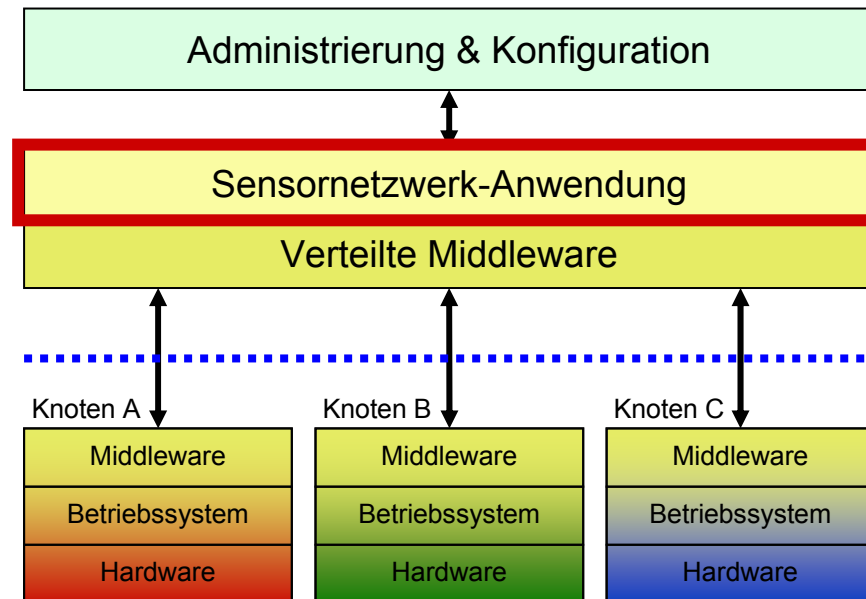 Administrierung & Konfiguration
Sensornetzwerk-Anwendung
Verteilte Middleware
Knoten A
Knoten B
Knoten C
Middleware
Middleware
Middleware
Betriebssystem
Betriebssystem
Betriebssystem
Hardware
Hardware
Hardware